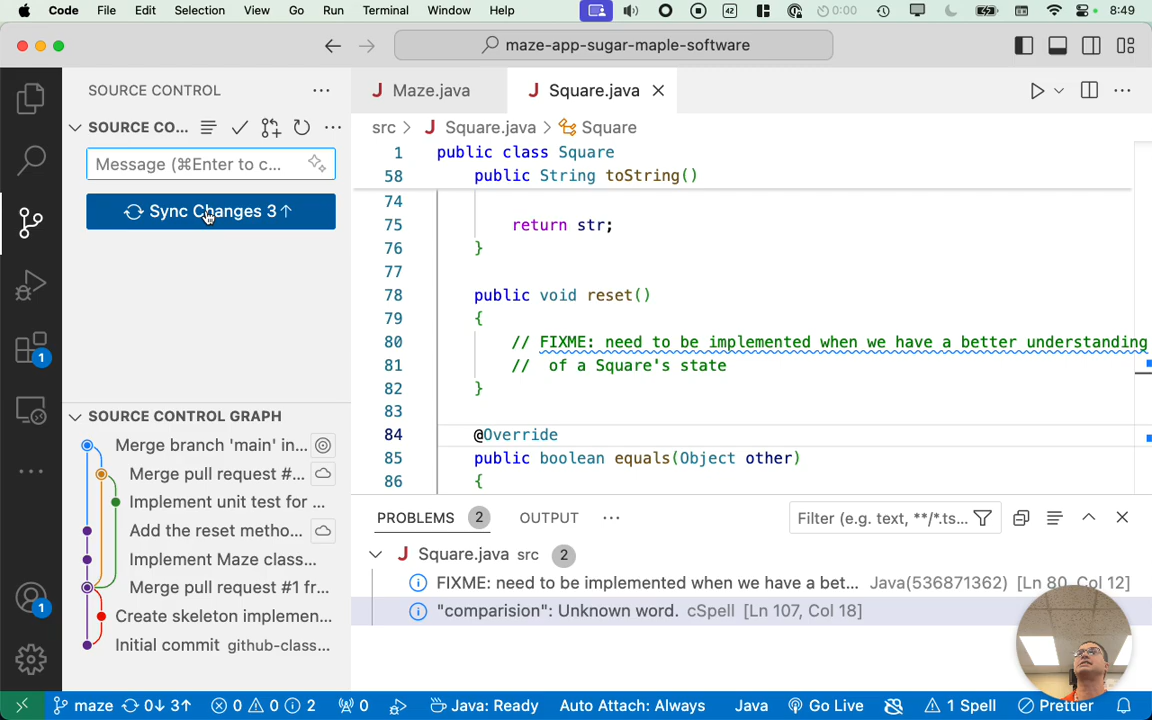 Code File Edit Selection View Go Run Terminal Window Help 42 0:00 8:49
maze-app-sugar-maple-software
SOURCE CONTROL ...
SOURCE CO... ...
Message (⌘Enter to c...
Sync Changes 3↑
SOURCE CONTROL GRAPH
Merge branch 'main' in...
Merge pull request #...
Implement unit test for ...
Add the reset metho...
Implement Maze class...
Merge pull request #1 fr...
Create skeleton implemen...
Initial commit github-class...
1
1
J Maze.java J Square.java
src > J Square.java > Square
1 public class Square
58 public String toString()
74
75 return str;
76 }
77
78 public void reset()
79 {
80 // FIXME: need to be implemented when we have a better understanding
81 // of a Square's state
82 }
83
84 @Override
85 public boolean equals(Object other)
86 {
PROBLEMS 2 OUTPUT ... Filter (e.g. text, **/*.ts...
J Square.java src 2
FIXME: need to be implemented when we have a bet... Java(536871362) [Ln 80, Col 12]
"comparision": Unknown word. cSpell [Ln 107, Col 18]
maze 0↓ 3↑ 0 0 2 0 Java: Ready Auto Attach: Always Java Go Live 1 Spell Prettier